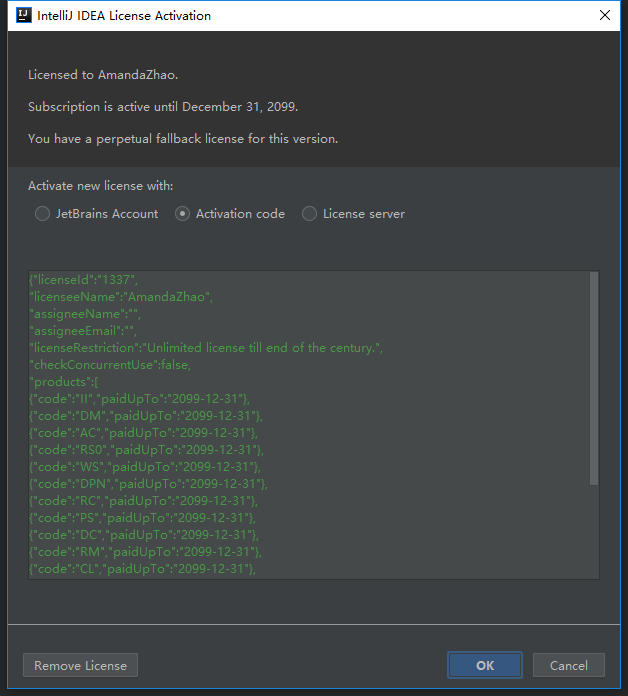 IJ IntelliJ IDEA License Activation
Licensed to AmandaZhao.
Subscription is active until December 31, 2099.
You have a perpetual fallback license for this version.
Activate new license with:
JetBrains Account Activation code License server
{"licenseId":"1337",
"licenseeName":"AmandaZhao",
"assigneeName":"",
"assigneeEmail":"",
"licenseRestriction":"Unlimited license till end of the century.",
"checkConcurrentUse":false,
"products":[
{"code":"II","paidUpTo":"2099-12-31"},
{"code":"DM","paidUpTo":"2099-12-31"},
{"code":"AC","paidUpTo":"2099-12-31"},
{"code":"RS0","paidUpTo":"2099-12-31"},
{"code":"WS","paidUpTo":"2099-12-31"},
{"code":"DPN","paidUpTo":"2099-12-31"},
{"code":"RC","paidUpTo":"2099-12-31"},
{"code":"PS","paidUpTo":"2099-12-31"},
{"code":"DC","paidUpTo":"2099-12-31"},
{"code":"RM","paidUpTo":"2099-12-31"},
{"code":"CL","paidUpTo":"2099-12-31"},
Remove License OK Cancel